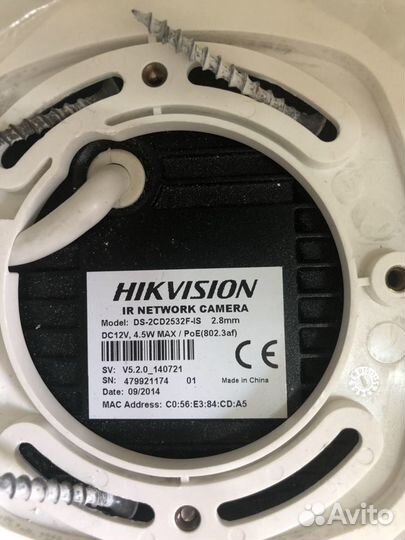 HIKVISION
IR NETWORK CAMERA
Model: DS-2CD2532F-IS 2.8mm
DC12V, 4.5W MAX / PoE(802.3af)
SV: V5.2.0_140721
SN: 479921174 01
Made in China
Date: 09/2014
MAC Address: C0:56:E3:84:CD:A5
Avito